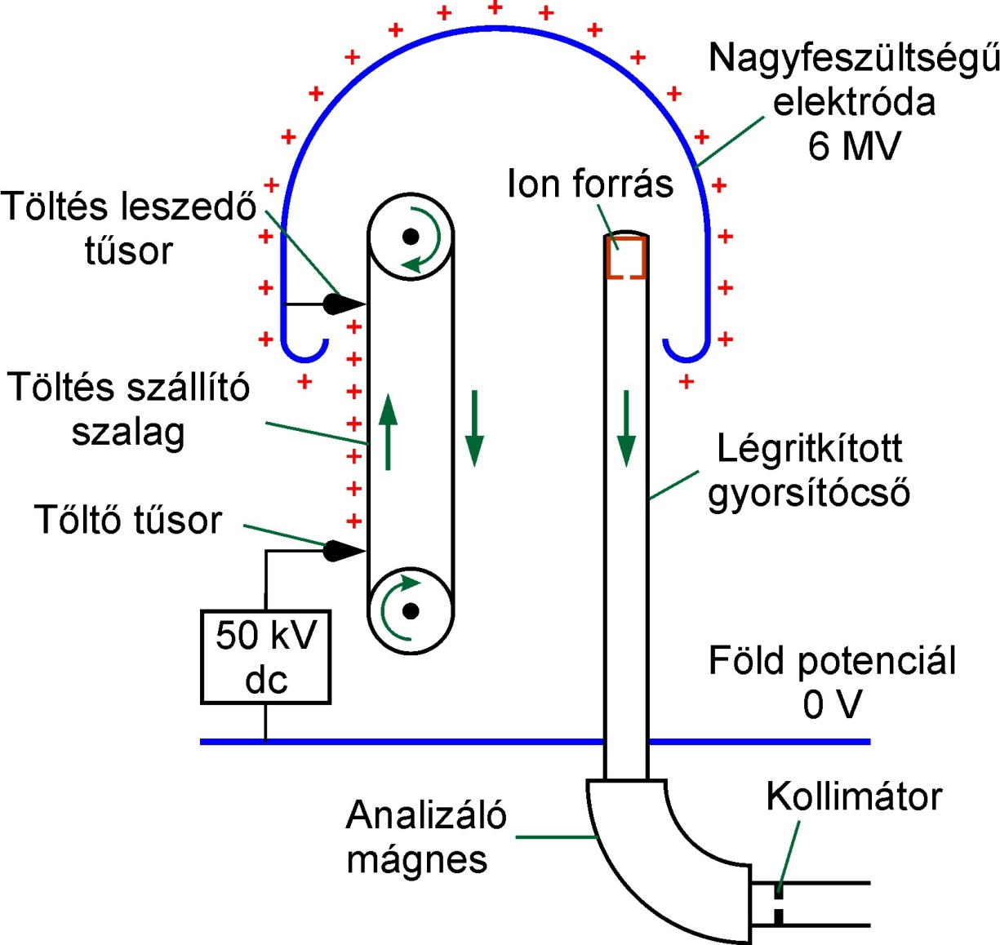 Nagyfeszültségű
elektróda
6 MV
Ion forrás
Töltés leszedő
tűsor
Töltés szállító
szalag
Légritkított
gyorsítócső
Tőltő tűsor
50 kV
dc
Föld potenciál
0 V
Analizáló
mágnes
Kollimátor